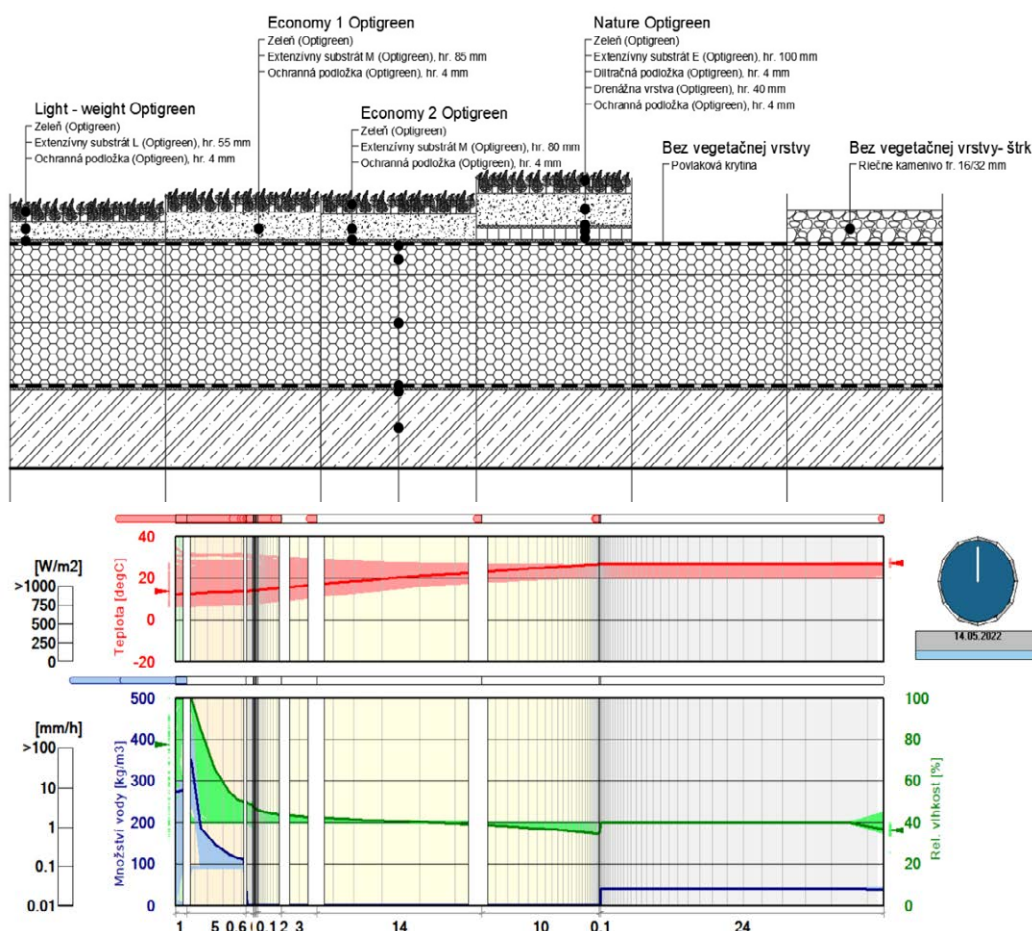 Economy 1 Optigreen
Zeleń (Optigreen)
Extenzívny substrát M (Optigreen), hr. 85 mm
Ochranná podložka (Optigreen), hr. 4 mm
Nature Optigreen
Zeleń (Optigreen)
Extenzívny substrát E (Optigreen), hr. 100 mm
Diltračná podložka (Optigreen), hr. 4 mm
Drenážna vrstva (Optigreen), hr. 40 mm
Ochranná podložka (Optigreen), hr. 4 mm
Light - weight Optigreen
Zeleń (Optigreen)
Extenzívny substrát L (Optigreen), hr. 55 mm
Ochranná podložka (Optigreen), hr. 4 mm
Economy 2 Optigreen
Zeleń (Optigreen)
Extenzívny substrát M (Optigreen), hr. 80 mm
Ochranná podložka (Optigreen), hr. 4 mm
Bez vegetačnej vrstvy
Povlaková krytina
Bez vegetačnej vrstvy- štrk
Riečne kamenivo fr. 16/32 mm
[W/m2]
>1000
750
500
250
0
Teplota [degC]
40
20
0
-20
14.05.2022
[mm/h]
>100
10
1
0.1
0.01
Množství vody [kg/m3]
500
400
300
200
100
0
100
80
60
40
20
0
Rel. vlhkost [%]
1 5 0.6 0.1 2 3 14 10 0.1 24